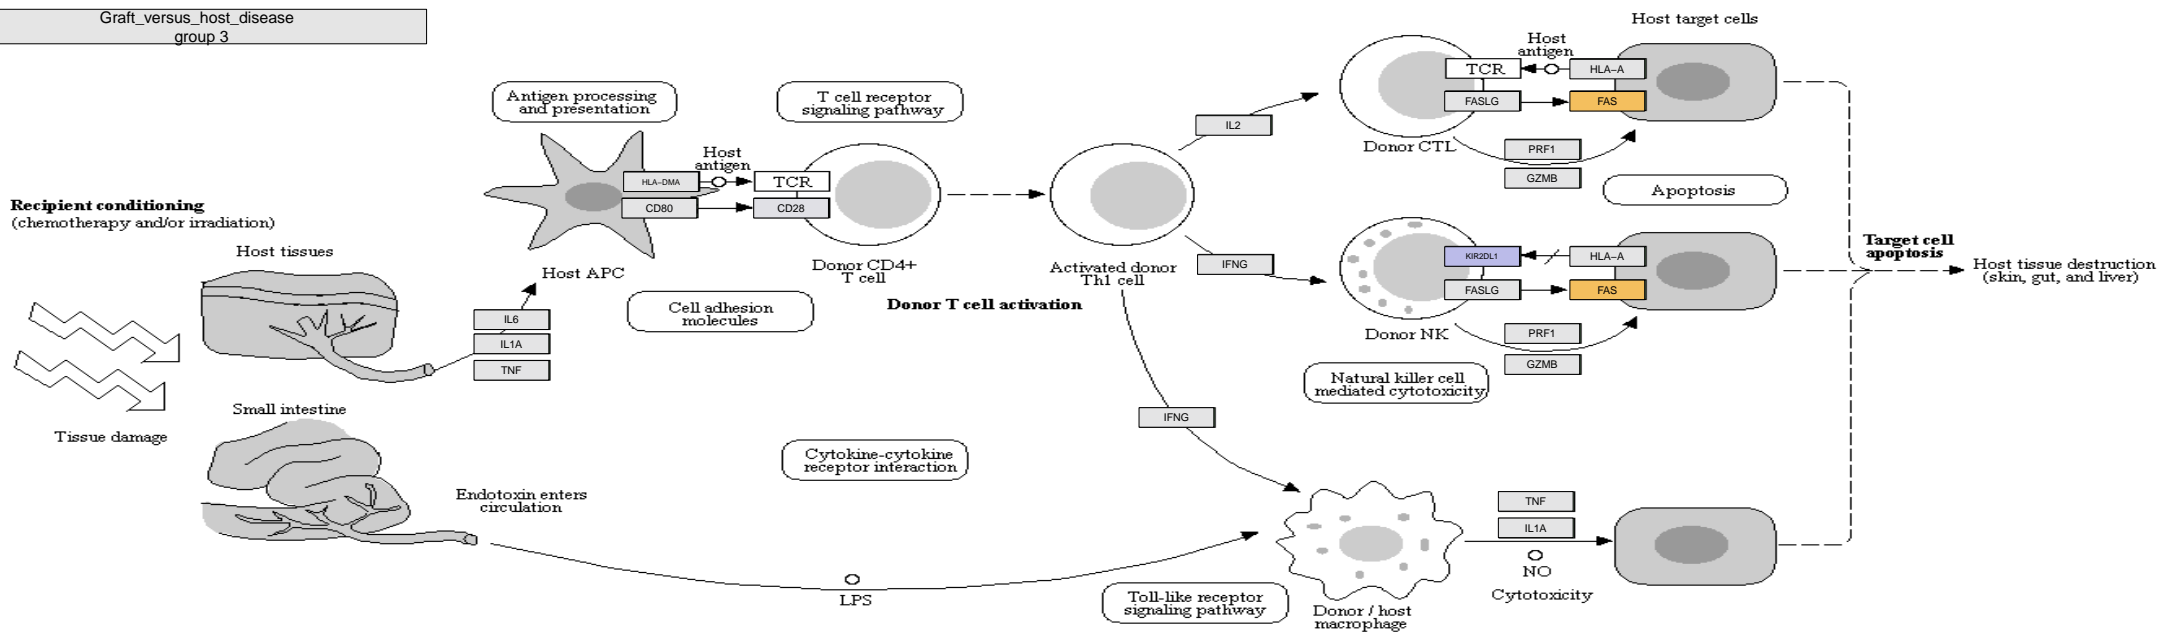 Graft_versus_host_disease
group 3
Host target cells
Host
antigen
TCR
HLA−A
FASLG
FAS
Donor CTL
PRF1
GZMB
Apoptosis
IL2
Antigen processing
and presentation
T cell receptor
signaling pathway
Host
antigen
HLA−DMA
TCR
CD80
CD28
Host APC
Donor CD4+
T cell
Activated donor
Th1 cell
Donor T cell activation
Cell adhesion
molecules
Recipient conditioning
(chemotherapy and/or irradiation)
Host tissues
IL6
IL1A
TNF
Tissue damage
Small intestine
Endotoxin enters
circulation
Cytokine-cytokine
receptor interaction
LPS
IFNG
IFNG
KIR2DL1
HLA−A
FASLG
FAS
Donor NK
PRF1
GZMB
Natural killer cell
mediated cytotoxicity
Target cell
apoptosis
Host tissue destruction
(skin, gut, and liver)
TNF
IL1A
NO
Cytotoxicity
Toll-like receptor
signaling pathway
Donor / host
macrophage